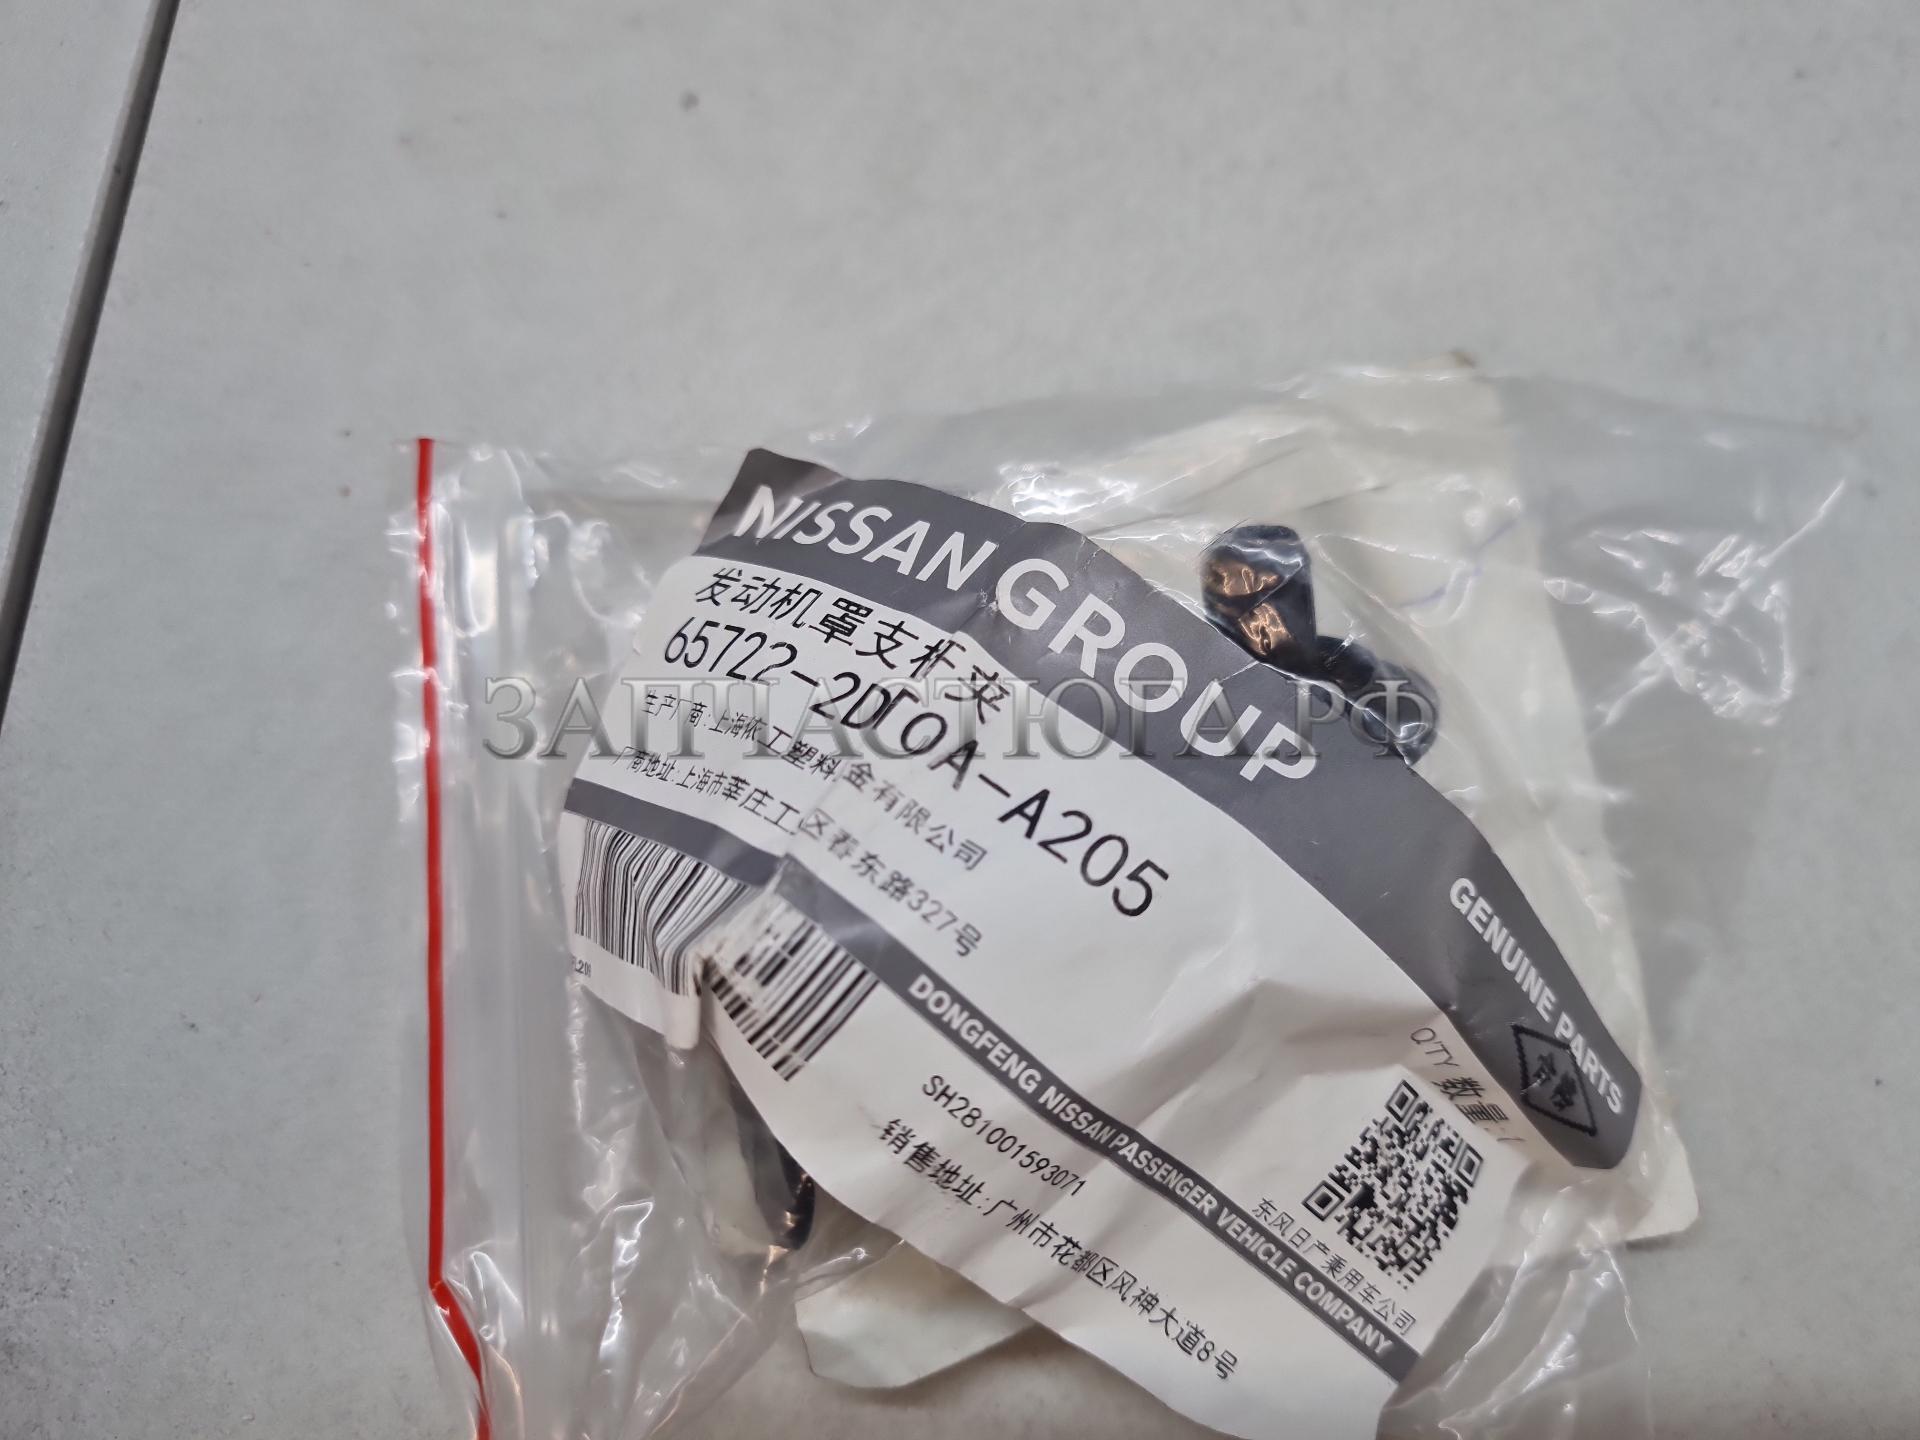 NISSAN GROUP
发动机罩支杆夹
65722-2DF0A-A205
生产厂商:上海依工塑料 金有限公司
厂商地址:上海市莘庄工 区春东路327号
GENUINE PARTS
合格
Q'TY 数量:1
DONGFENG NISSAN PASSENGER VEHICLE COMPANY
SH281001593071
东风日产乘用车公司
销售地址:广州市花都区风神大道8号
ЗАПЧАСТЮГА.РФ